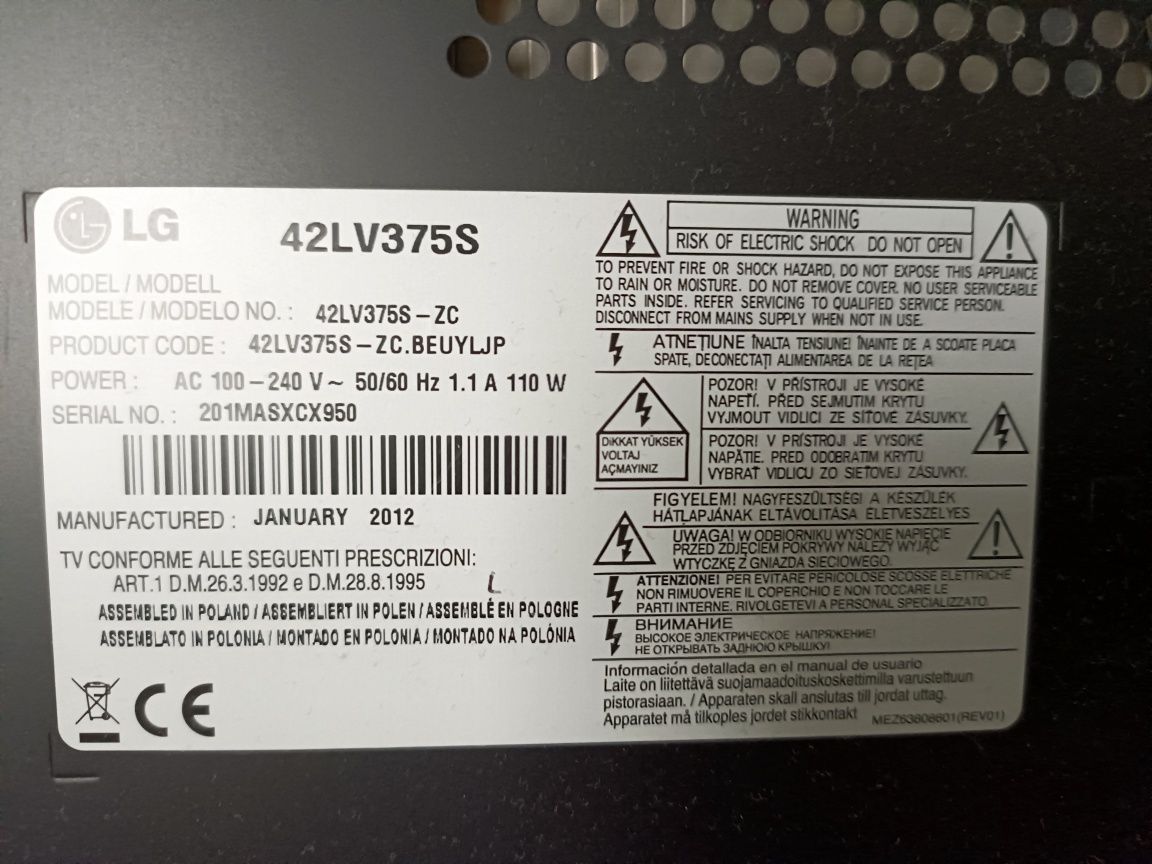 LG
42LV375S
MODEL / MODELL
MODELE / MODELO NO. : 42LV375S-ZC
PRODUCT CODE : 42LV375S-ZC.BEUYLJP
POWER : AC 100-240 V~ 50/60 Hz 1.1 A 110 W
SERIAL NO. : 201MASXCX950
MANUFACTURED : JANUARY 2012
TV CONFORME ALLE SEGUENTI PRESCRIZIONI:
ART.1 D.M.26.3.1992 e D.M.28.8.1995
L
ASSEMBLED IN POLAND / ASSEMBLIERT IN POLEN / ASSEMBLÉ EN POLOGNE
ASSEMBLATO IN POLONIA / MONTADO EN POLONIA / MONTADO NA POLÓNIA
CE
WARNING
RISK OF ELECTRIC SHOCK DO NOT OPEN
TO PREVENT FIRE OR SHOCK HAZARD, DO NOT EXPOSE THIS APPLIANCE
TO RAIN OR MOISTURE. DO NOT REMOVE COVER. NO USER SERVICEABLE
PARTS INSIDE. REFER SERVICING TO QUALIFIED SERVICE PERSON.
DISCONNECT FROM MAINS SUPPLY WHEN NOT IN USE.
ATNEŢIUNE ÎNALTA TENSIUNE! ÎNAINTE DE A SCOATE PLACA
SPATE, DECONECTAŢI ALIMENTAREA DE LA REŢEA
DIKKAT YÜKSEK
VOLTAJ
AÇMAYINIZ
POZOR! V PŘÍSTROJI JE VYSOKÉ
NAPETÍ. PŘED SEJMUTIM KRYTU
VYJMOUT VIDLICI ZE SÍŤOVÉ ZÁSUVKY.
POZOR! V PRÍSTROJI JE VYSOKÉ
NAPÄTIE. PRED ODOBRATIM KRYTU
VYBRAŤ VIDLICU ZO SIEŤOVEJ ZÁSUVKY.
FIGYELEM! NAGYFESZÜLTSÉG! A KÉSZÜLÉK
HÁTLAPJÁNAK ELTÁVOLITÁSA ÉLETVESZÉLYES
UWAGA! W ODBIORNIKU WYSOKIE NAPIĘCIE
PRZED ZDJĘCIEM POKRYWY NALEŻY WYJĄĆ
WTYCZKĘ Z GNIAZDA SIECIOWEGO.
ATTENZIONE! PER EVITARE PERICOLOSE SCOSSE ELETTRICHE
NON RIMUOVERE IL COPERCHIO E NON TOCCARE LE
PARTI INTERNE. RIVOLGETEVI A PERSONAL SPECIALIZZATO.
ВНИМАНИЕ
ВЫСОКОЕ ЭЛЕКТРИЧЕСКОЕ НАПРЯЖЕНИЕ!
НЕ ОТКРЫВАТЬ ЗАДНЮЮ КРЫШКУ!
Información detallada en el manual de usuario
Laite on liitettävä suojamaadoituskoskettimilla varustettuun
pistorasiaan. / Apparaten skall anslutas till jordat uttag.
Apparatet må tilkoples jordet stikkontakt
MEZ63808601(REV01)